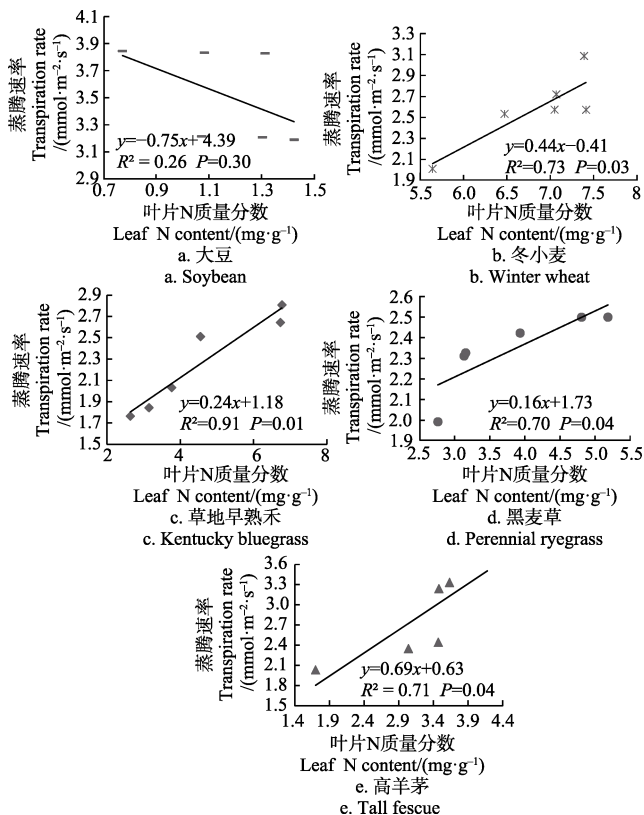 蒸腾速率
Transpiration rate
/(mmol·m⁻²·s⁻¹)
4.1
3.9
3.7
3.5
3.3
3.1
y=−0.75x+4.39
R² = 0.26 P=0.30
0.7 0.9 1.1 1.3 1.5
叶片N质量分数
Leaf N content/(mg·g⁻¹)
a. 大豆
a. Soybean
蒸腾速率
Transpiration rate
/(mmol·m⁻²·s⁻¹)
3.3
3.1
2.9
2.7
2.5
2.3
2.1
1.9
y=0.44x−0.41
R²=0.73 P=0.03
5.5 6.0 6.5 7.0 7.5 8
叶片N质量分数
Leaf N content/(mg·g⁻¹)
b. 冬小麦
b. Winter wheat
蒸腾速率
Transpiration rate
/(mmol·m⁻²·s⁻¹)
2.9
2.7
2.5
2.3
2.1
1.9
1.7
1.5
y=0.24x+1.18
R²=0.91 P=0.01
2 4 6 8
叶片N质量分数
Leaf N content/(mg·g⁻¹)
c. 草地早熟禾
c. Kentucky bluegrass
蒸腾速率
Transpiration rate
/(mmol·m⁻²·s⁻¹)
2.6
2.5
2.4
2.3
2.2
2.1
2.0
1.9
y=0.16x+1.73
R²=0.70 P=0.04
2.5 3.0 3.5 4.0 4.5 5.0 5.5
叶片N质量分数
Leaf N content/(mg·g⁻¹)
d. 黑麦草
d. Perennial ryegrass
蒸腾速率
Transpiration rate
/(mmol·m⁻²·s⁻¹)
3.6
3.3
3.0
2.7
2.4
2.1
1.8
1.5
y=0.69x+0.63
R² = 0.71 P=0.04
1.4 1.9 2.4 2.9 3.4 3.4 4.4
叶片N质量分数
Leaf N content/(mg·g⁻¹)
e. 高羊茅
e. Tall fescue